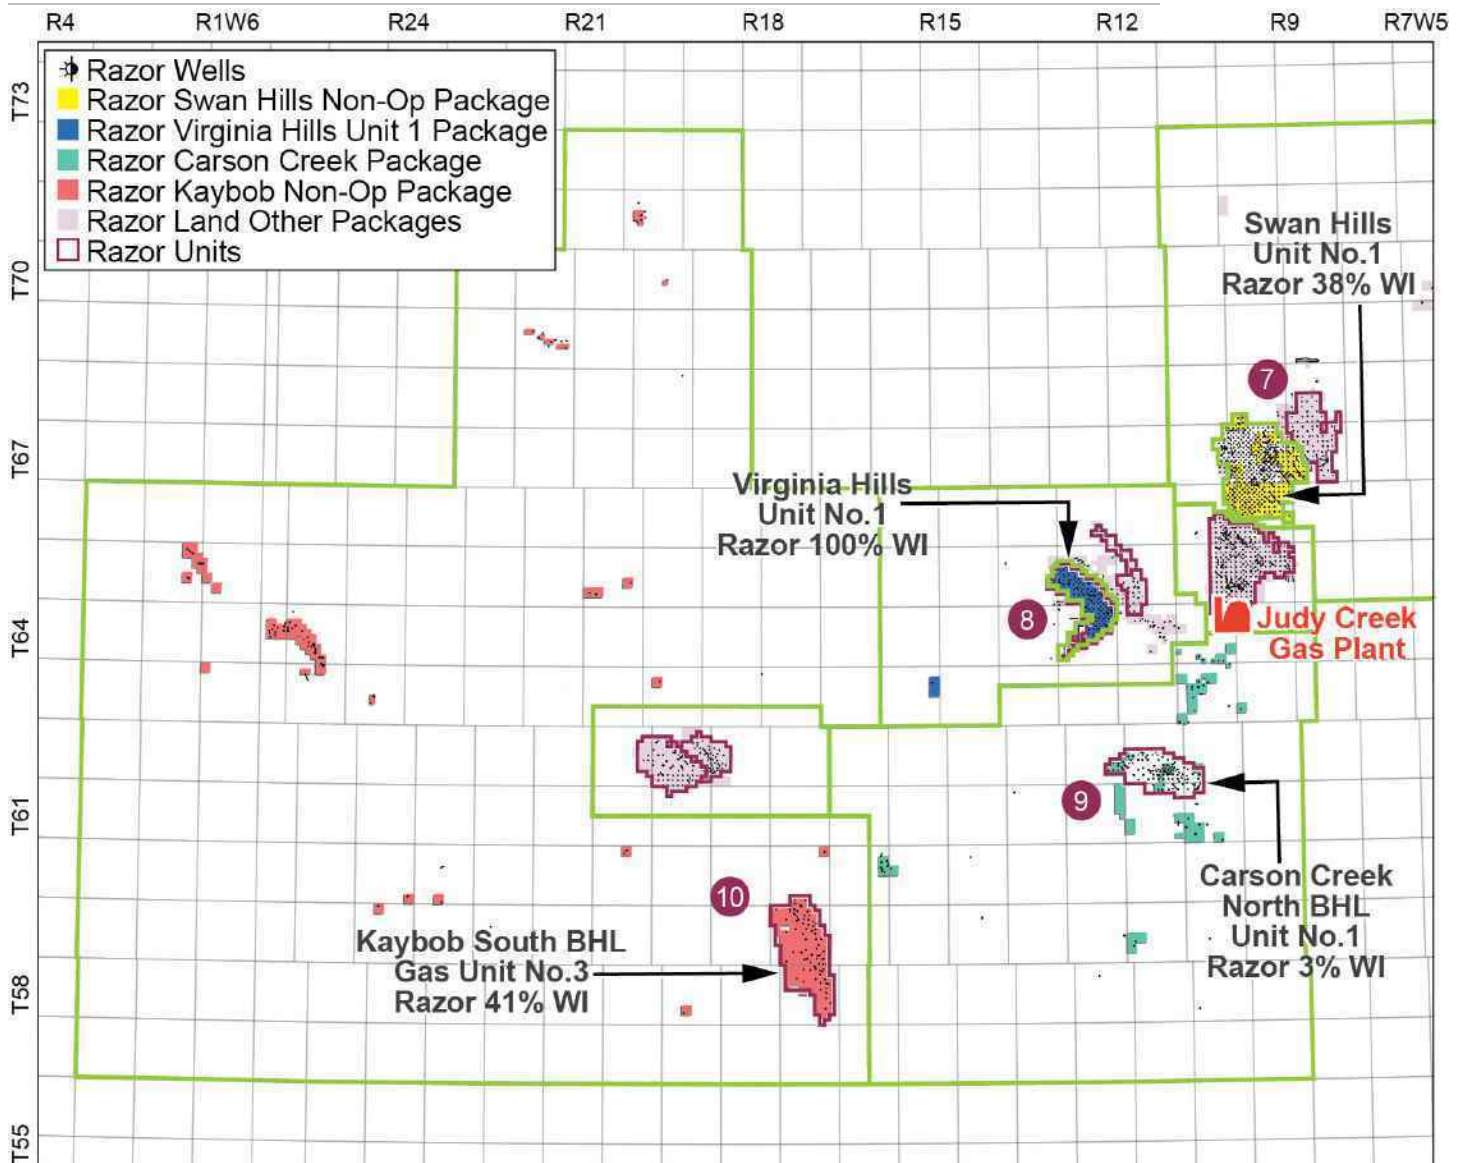 R4 R1W6 R24 R21 R18 R15 R12 R9 R7W5
T73
T70
T67
T64
T61
T58
T55
Razor Wells
Razor Swan Hills Non-Op Package
Razor Virginia Hills Unit 1 Package
Razor Carson Creek Package
Razor Kaybob Non-Op Package
Razor Land Other Packages
Razor Units
Swan Hills
Unit No.1
Razor 38% WI
7
Virginia Hills
Unit No.1
Razor 100% WI
8
Judy Creek
Gas Plant
9
Carson Creek
North BHL
Unit No.1
Razor 3% WI
10
Kaybob South BHL
Gas Unit No.3
Razor 41% WI